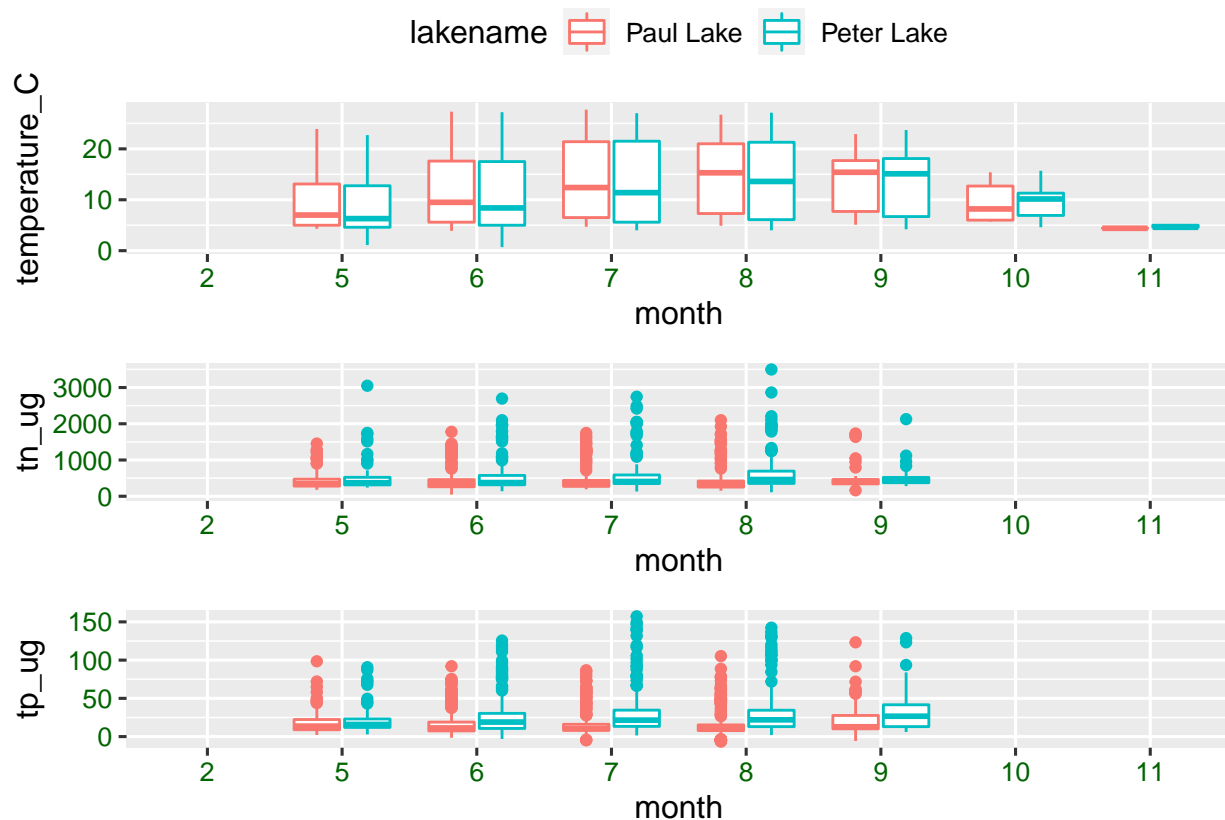 lakename Paul Lake Peter Lake
temperature_C
20
10
0
2 5 6 7 8 9 10 11
month
tn_ug
3000
2000
1000
0
2 5 6 7 8 9 10 11
month
tp_ug
150
100
50
0
2 5 6 7 8 9 10 11
month